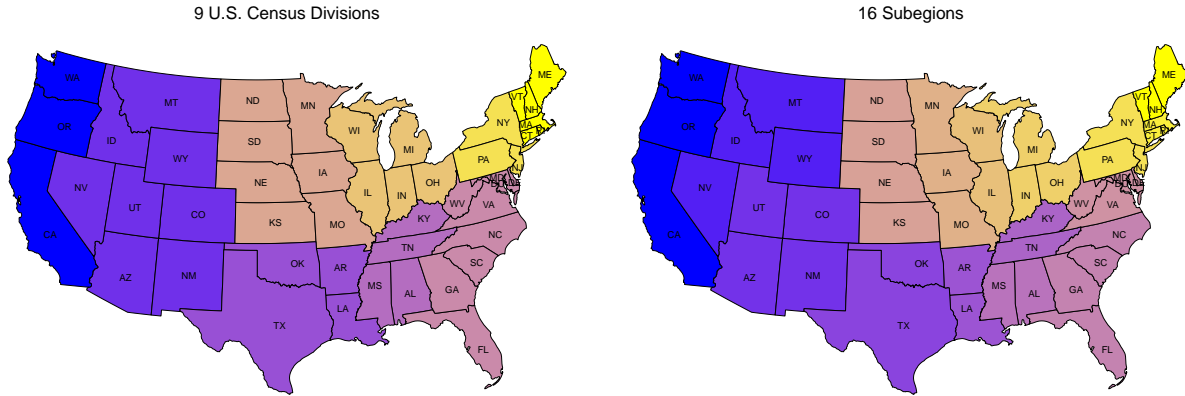 9 U.S. Census Divisions
WA
OR
CA
NV
ID
MT
WY
UT
CO
AZ
NM
ND
SD
NE
KS
OK
TX
MN
IA
MO
AR
LA
WI
IL
MI
IN
OH
KY
TN
MS
AL
GA
FL
SC
NC
VA
WV
PA
NY
VT
NH
ME
MA
CT
NJ
MD
DE
16 Subegions
WA
OR
CA
NV
ID
MT
WY
UT
CO
AZ
NM
ND
SD
NE
KS
OK
TX
MN
IA
MO
AR
LA
WI
IL
MI
IN
OH
KY
TN
MS
AL
GA
FL
SC
NC
VA
WV
PA
NY
VT
NH
ME
MA
CT
NJ
MD
DE